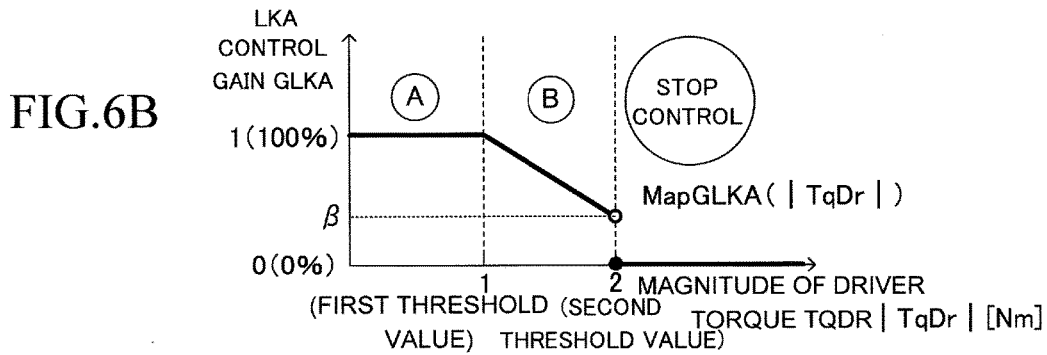 FIG.6B
LKA
CONTROL
GAIN GLKA
A
B
STOP
CONTROL
1(100%)
MapGLKA( | TqDr | )
β
0(0%)
1
2
MAGNITUDE OF DRIVER
TORQUE TQDR | TqDr | [Nm]
(FIRST THRESHOLD
VALUE)
(SECOND
THRESHOLD VALUE)